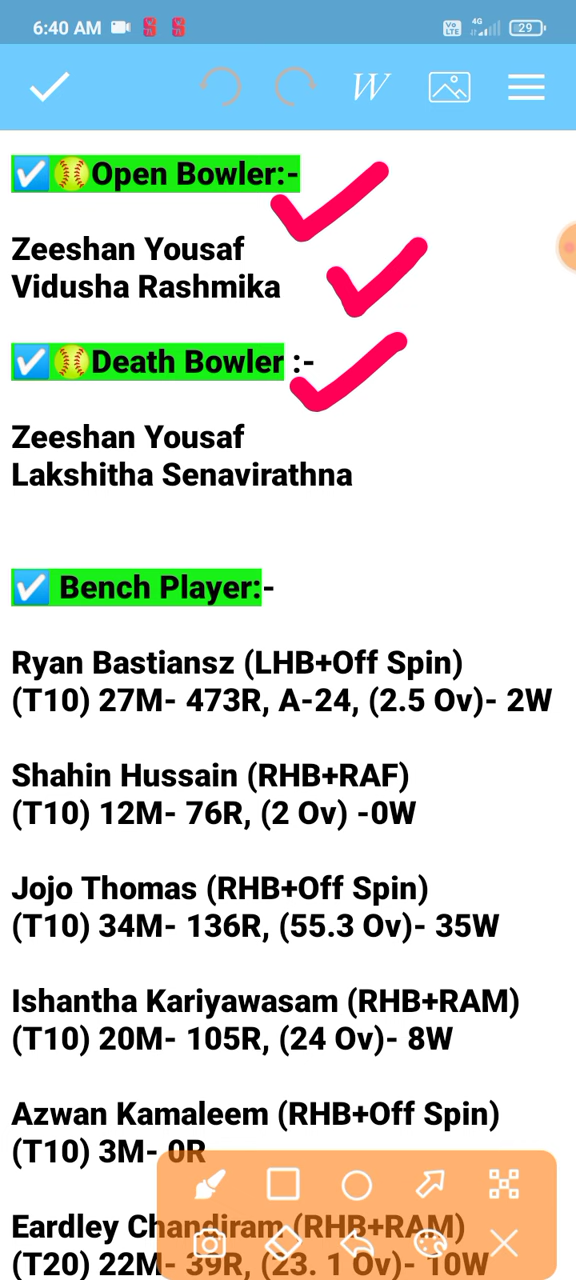 6:40 AM
Vo LTE 4G 29
W
Open Bowler:-
Zeeshan Yousaf
Vidusha Rashmika
Death Bowler :-
Zeeshan Yousaf
Lakshitha Senavirathna
Bench Player:-
Ryan Bastiansz (LHB+Off Spin)
(T10) 27M- 473R, A-24, (2.5 Ov)- 2W
Shahin Hussain (RHB+RAF)
(T10) 12M- 76R, (2 Ov) -0W
Jojo Thomas (RHB+Off Spin)
(T10) 34M- 136R, (55.3 Ov)- 35W
Ishantha Kariyawasam (RHB+RAM)
(T10) 20M- 105R, (24 Ov)- 8W
Azwan Kamaleem (RHB+Off Spin)
(T10) 3M- 0R
Eardley Chandiram (RHB+RAM)
(T20) 22M- 39R, (23. 1 Ov)- 10W